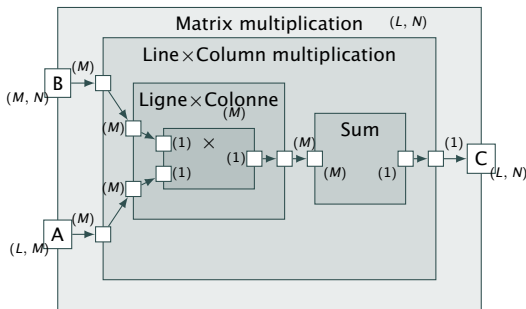 Matrix multiplication (L, N)
Line×Column multiplication
B (M)
(M, N)
Ligne×Colonne
(M)
(M)
Sum
(1) ×
(1) (M) (1)
C
(1) (M) (1)
(L, N)
(M)
A (M)
(L, M)